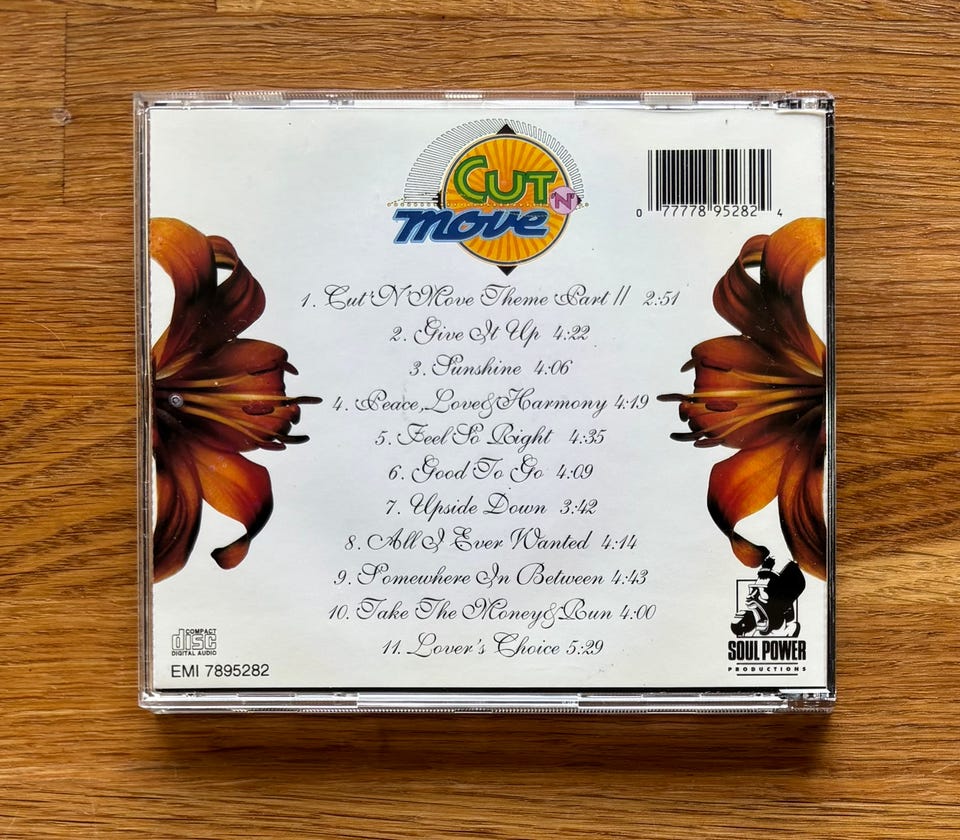 CUT 'N'
move
0 77778 95282 4
1. Cut 'N' Move Theme Part II 2:51
2. Give It Up 4:22
3. Sunshine 4:06
4. Peace, Love & Harmony 4:19
5. Feel So Right 4:35
6. Good To Go 4:09
7. Upside Down 3:42
8. All I Ever Wanted 4:14
9. Somewhere In Between 4:43
10. Take The Money & Run 4:00
11. Lover's Choice 5:29
COMPACT
disc
DIGITAL AUDIO
EMI 7895282
SOUL POWER
PRODUCTIONS